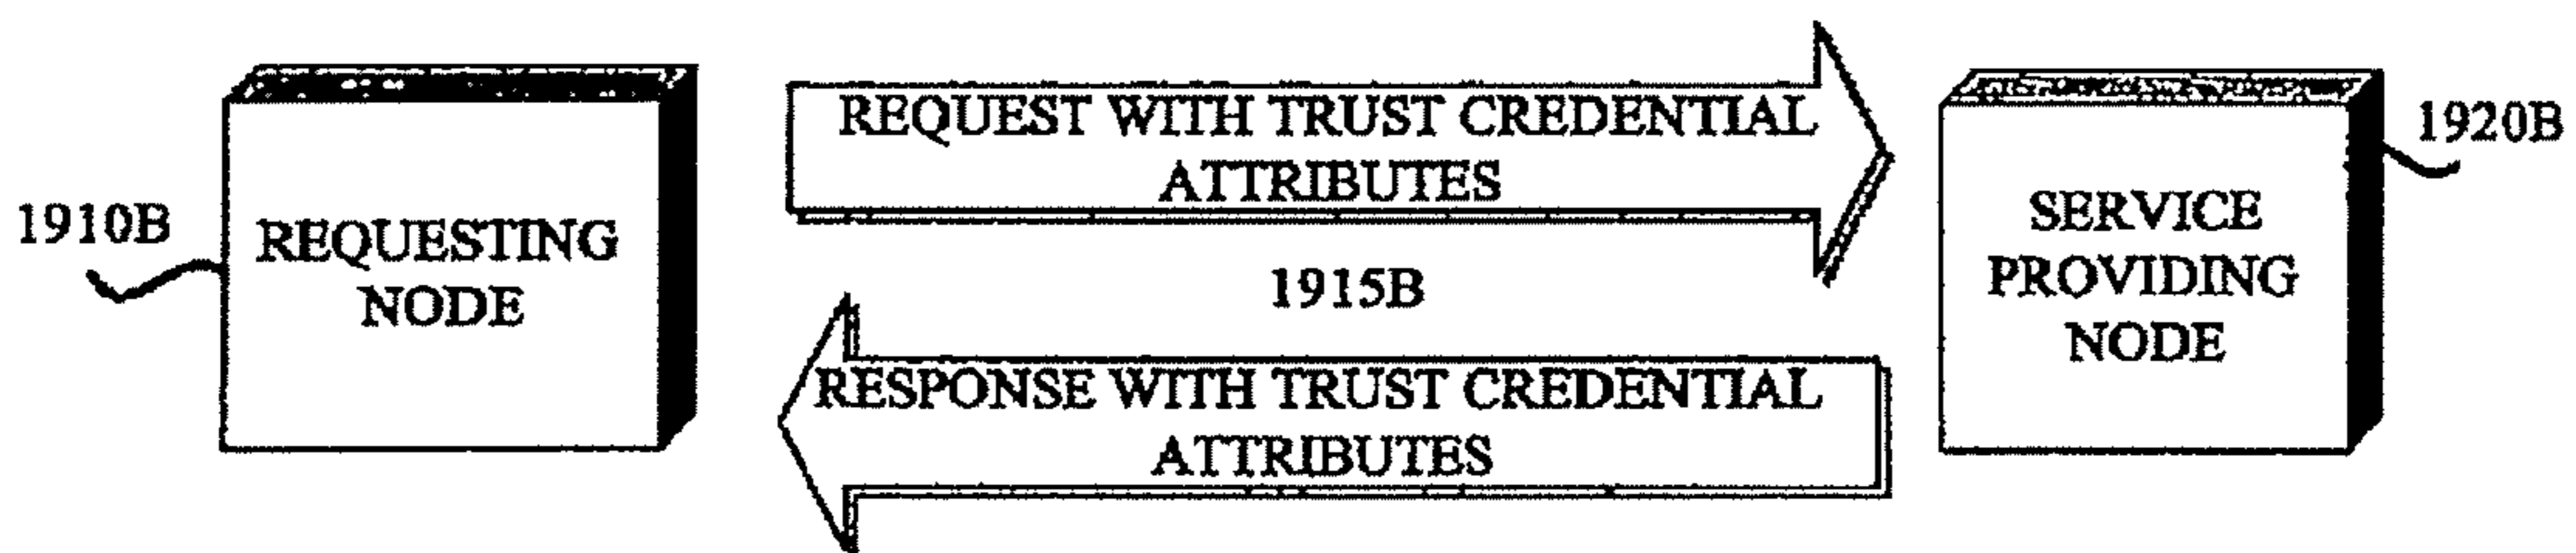 1910B
REQUESTING
NODE
REQUEST WITH TRUST CREDENTIAL
ATTRIBUTES
1915B
RESPONSE WITH TRUST CREDENTIAL
ATTRIBUTES
SERVICE
PROVIDING
NODE
1920B